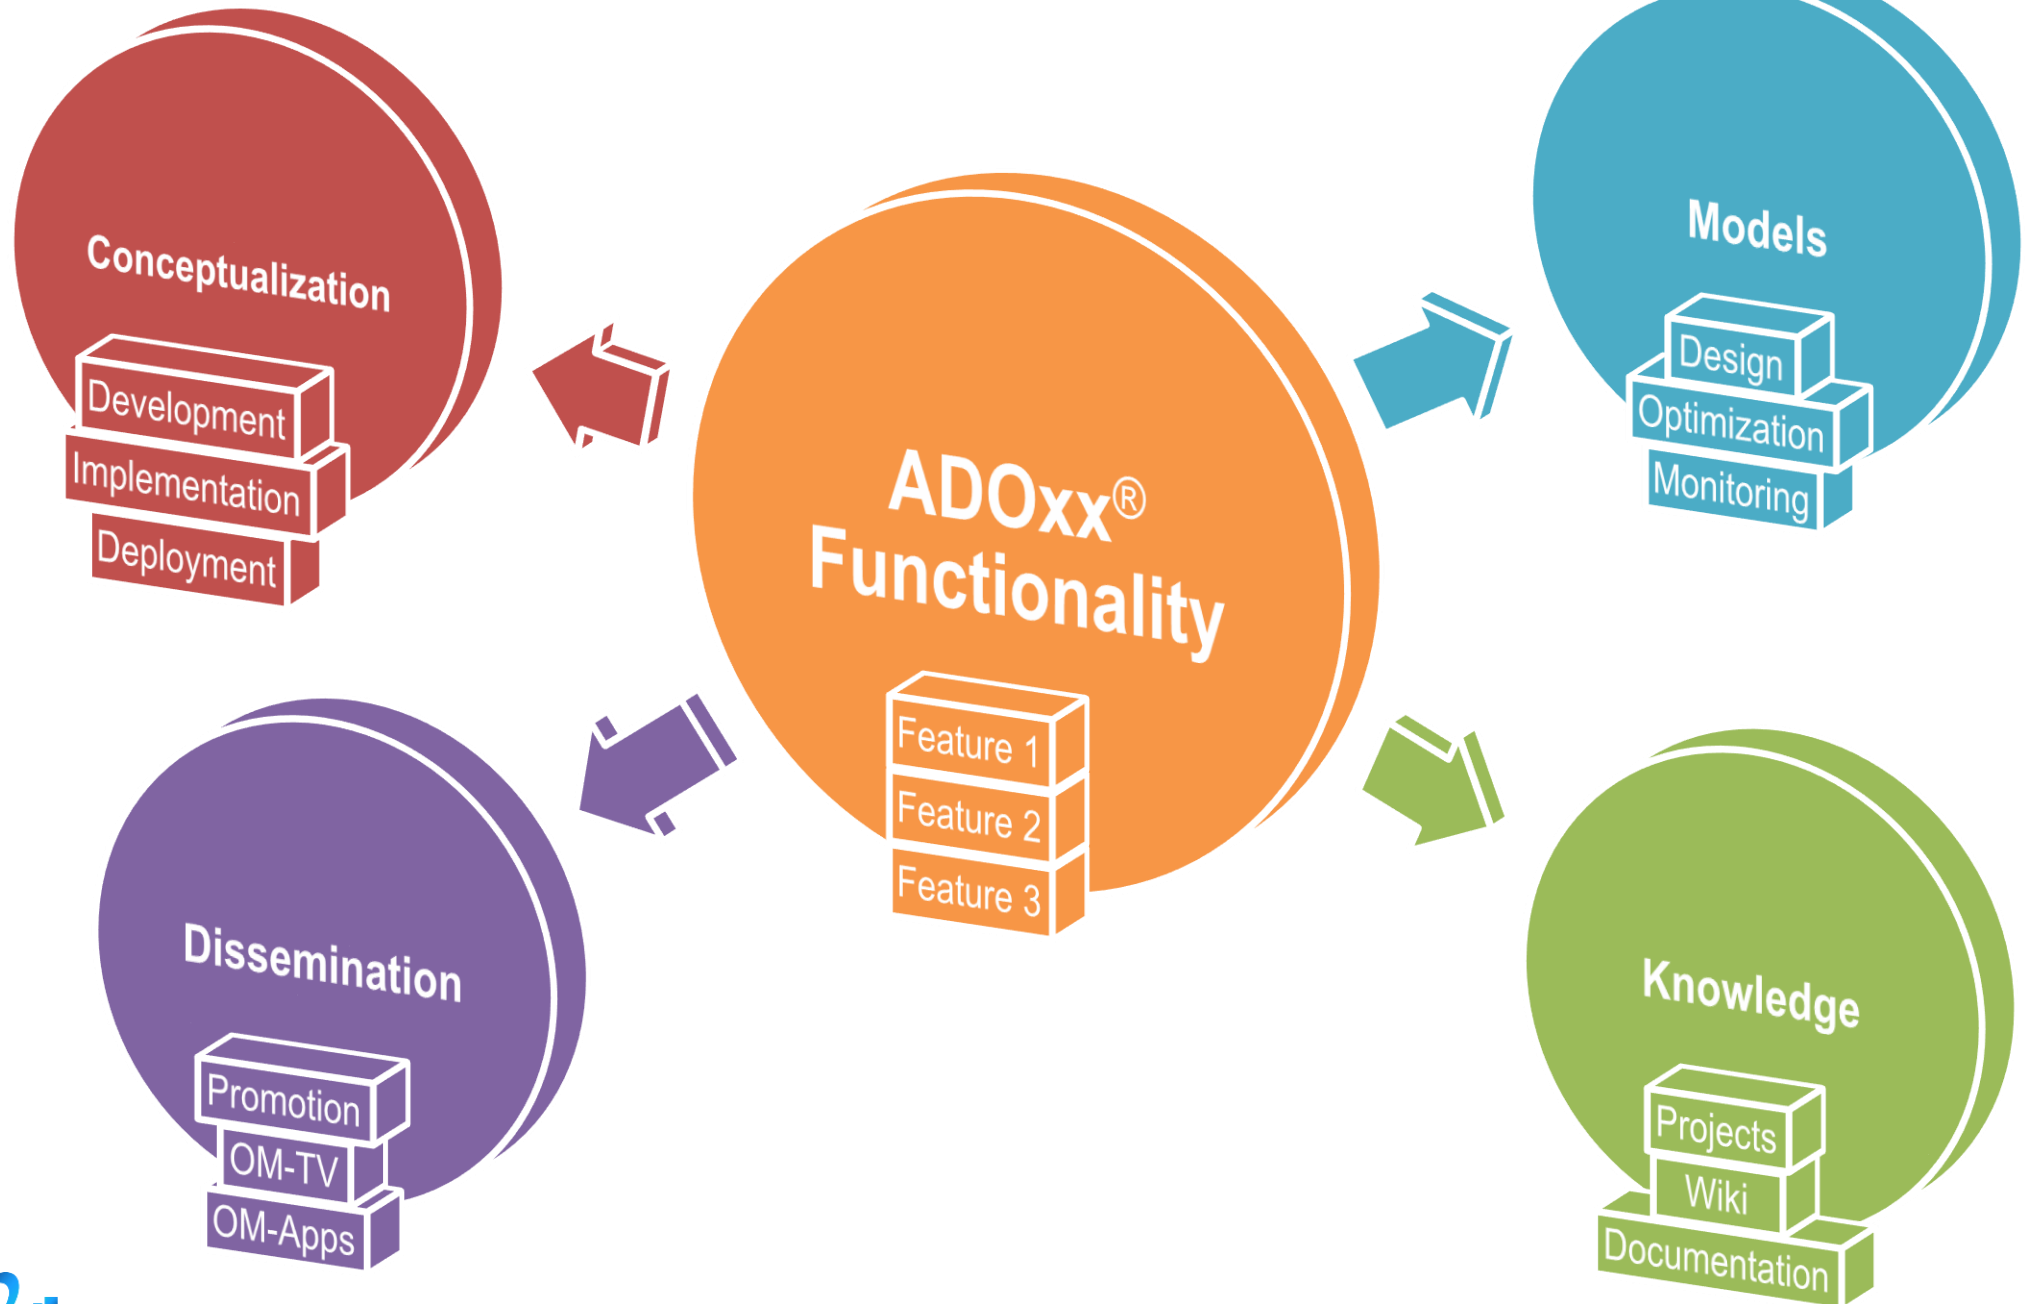 Conceptualization
Development
Implementation
Deployment
Models
Design
Optimization
Monitoring
ADOxx®
Functionality
Feature 1
Feature 2
Feature 3
Dissemination
Promotion
OM-TV
OM-Apps
Knowledge
Projects
Wiki
Documentation